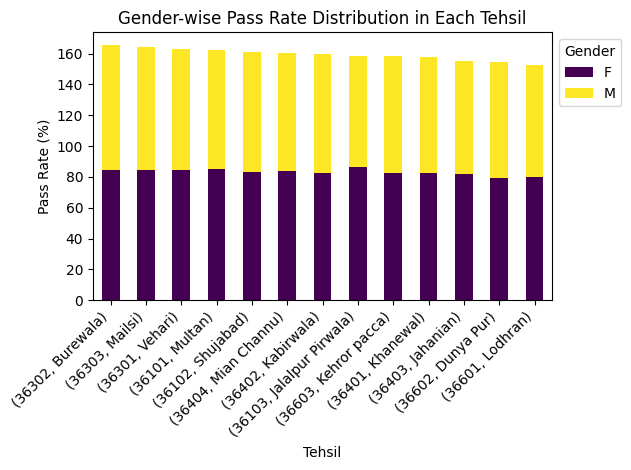 Gender-wise Pass Rate Distribution in Each Tehsil
Gender
F
M
Pass Rate (%)
160
140
120
100
80
60
40
20
0
(36302, Burewala)
(36303, Mailsi)
(36301, Vehari)
(36101, Multan)
(36102, Shujabad)
(36404, Mian Channu)
(36402, Kabirwala)
(36103, Jalalpur Pirwala)
(36603, Kehror pacca)
(36401, Khanewal)
(36403, Jahanian)
(36602, Dunya Pur)
(36601, Lodhran)
Tehsil